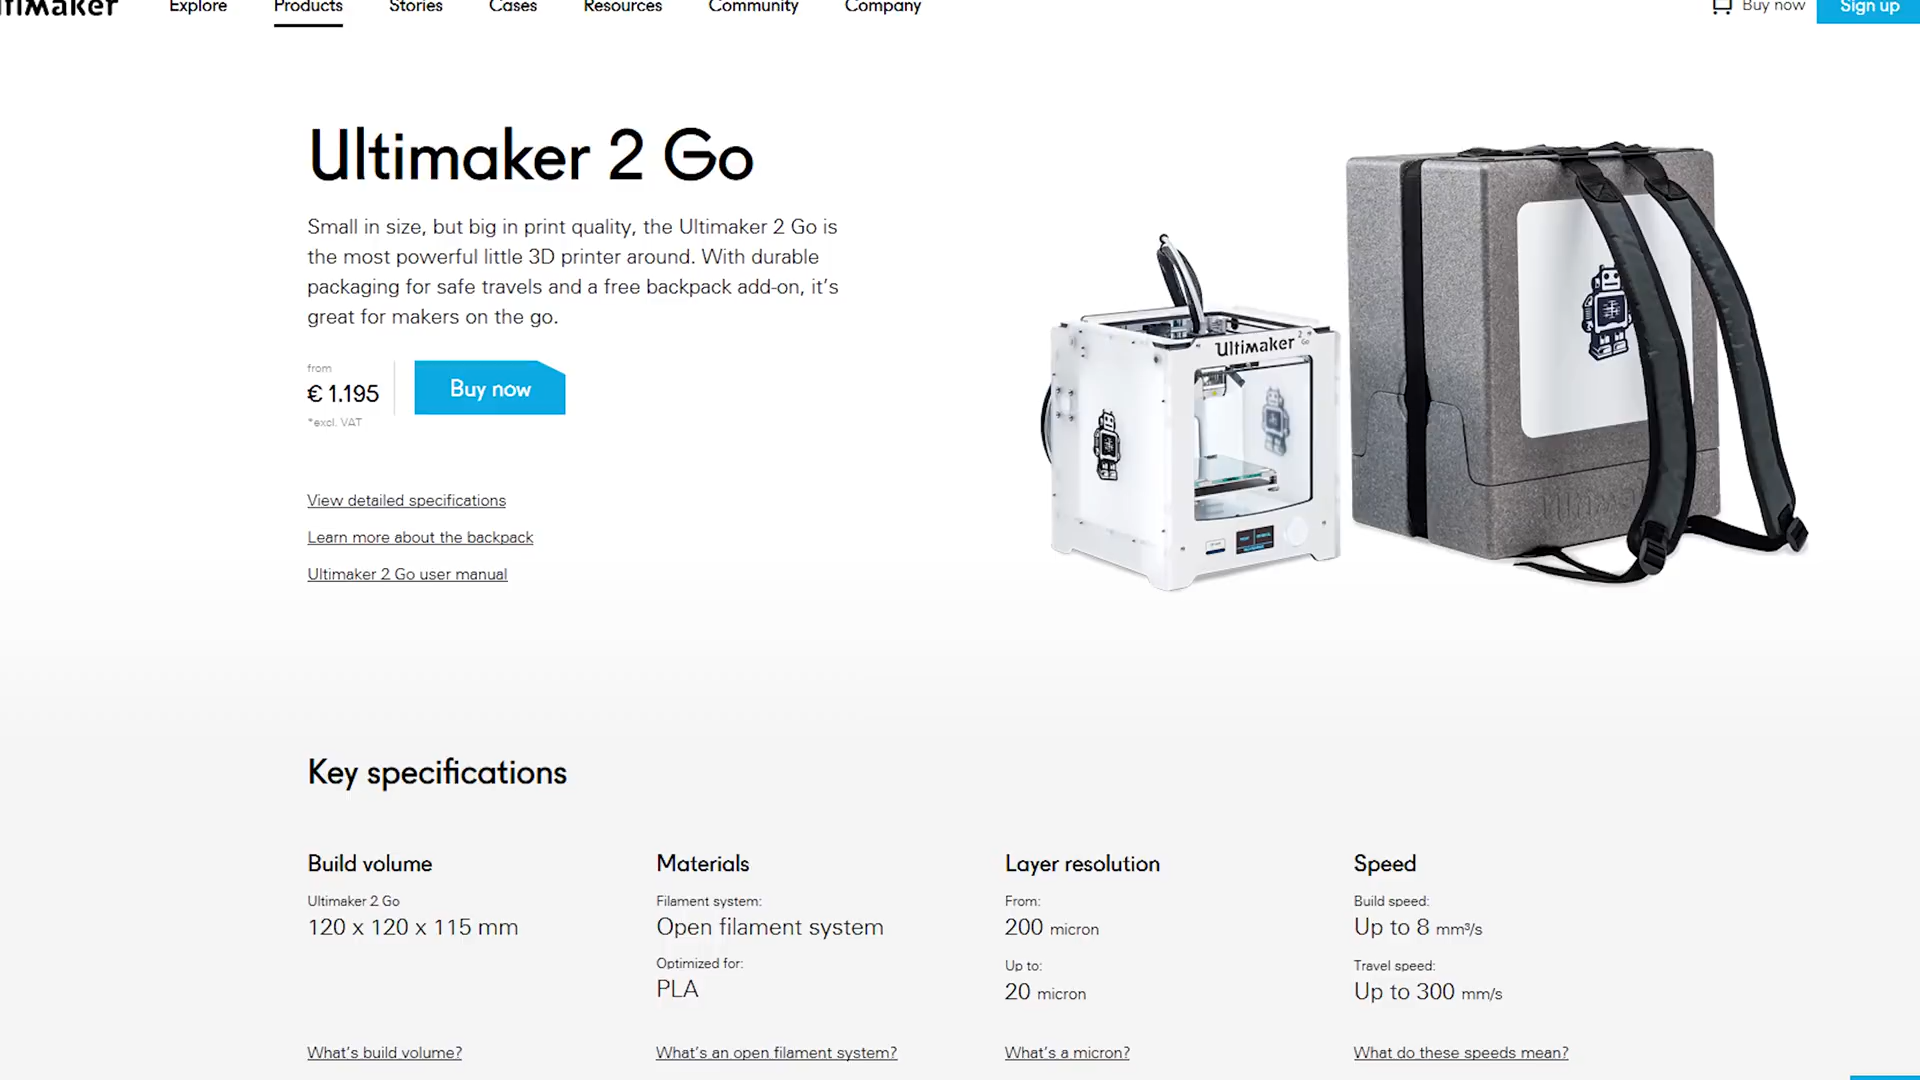 Explore Products Stories Cases Resources Community Company Buy now Sign up
Ultimaker 2 Go
Small in size, but big in print quality, the Ultimaker 2 Go is
the most powerful little 3D printer around. With durable
packaging for safe travels and a free backpack add-on, it's
great for makers on the go.
from
€ 1.195
*excl. VAT
Buy now
View detailed specifications
Learn more about the backpack
Ultimaker 2 Go user manual
Ultimaker 2 Go
Key specifications
Build volume
Ultimaker 2 Go
120 x 120 x 115 mm
What's build volume?
Materials
Filament system:
Open filament system
Optimized for:
PLA
What's an open filament system?
Layer resolution
From:
200 micron
Up to:
20 micron
What's a micron?
Speed
Build speed:
Up to 8 mm³/s
Travel speed:
Up to 300 mm/s
What do these speeds mean?